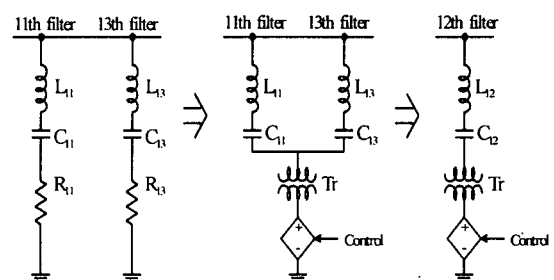 11th filter
13th filter
L11
L13
C11
C13
R11
R13
11th filter
13th filter
L11
L13
C11
C13
Tr
+
-
Control
12th filter
L12
C12
Tr
+
-
Control